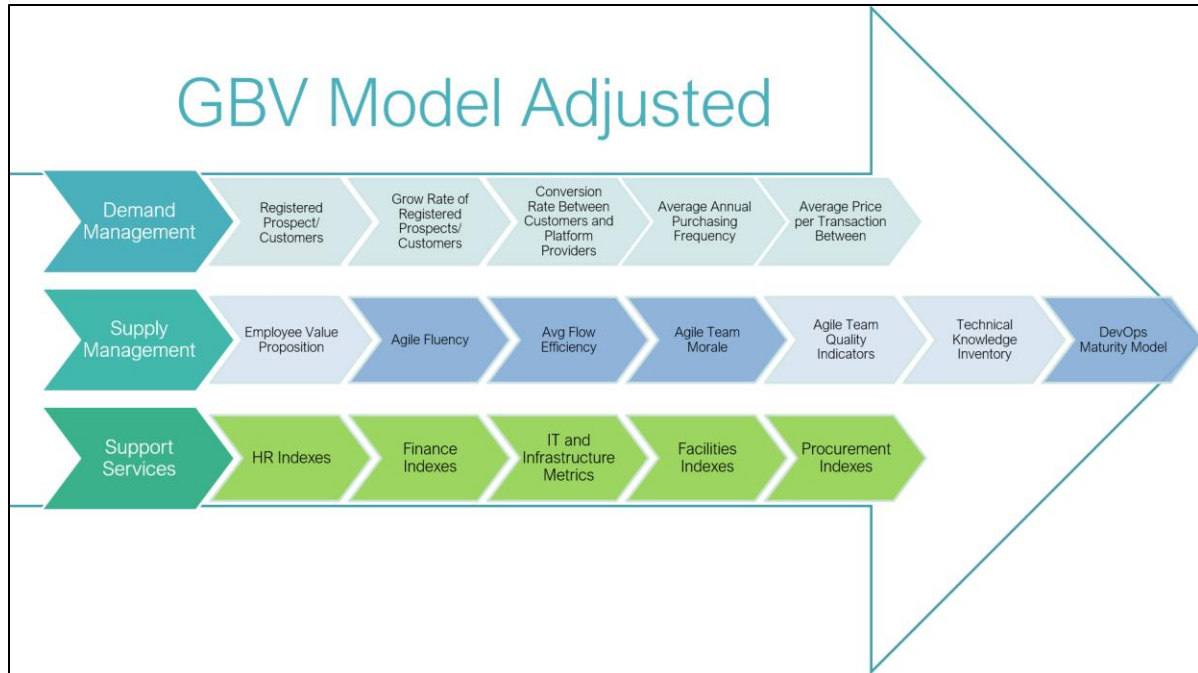 GBV Model Adjusted
Demand
Management
Registered
Prospect/
Customers
Grow Rate of
Registered
Prospects/
Customers
Conversion
Rate Between
Customers and
Platform
Providers
Average Annual
Purchasing
Frequency
Average Price
per Transaction
Between
Supply
Management
Employee Value
Proposition
Agile Fluency
Avg Flow
Efficiency
Agile Team
Morale
Agile Team
Quality
Indicators
Technical
Knowledge
Inventory
DevOps
Maturity Model
Support
Services
HR Indexes
Finance
Indexes
IT and
Infrastructure
Metrics
Facilities
Indexes
Procurement
Indexes